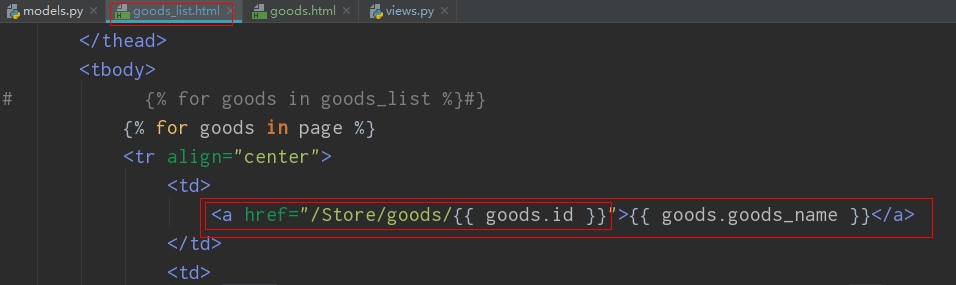 models.py × goods_list.html × goods.html × views.py ×
</thead>
<tbody>
# {% for goods in goods_list %}#}
{% for goods in page %}
<tr align="center">
<td>
<a href="/Store/goods/{{ goods.id }}">{{ goods.goods_name }}</a>
</td>
<td>